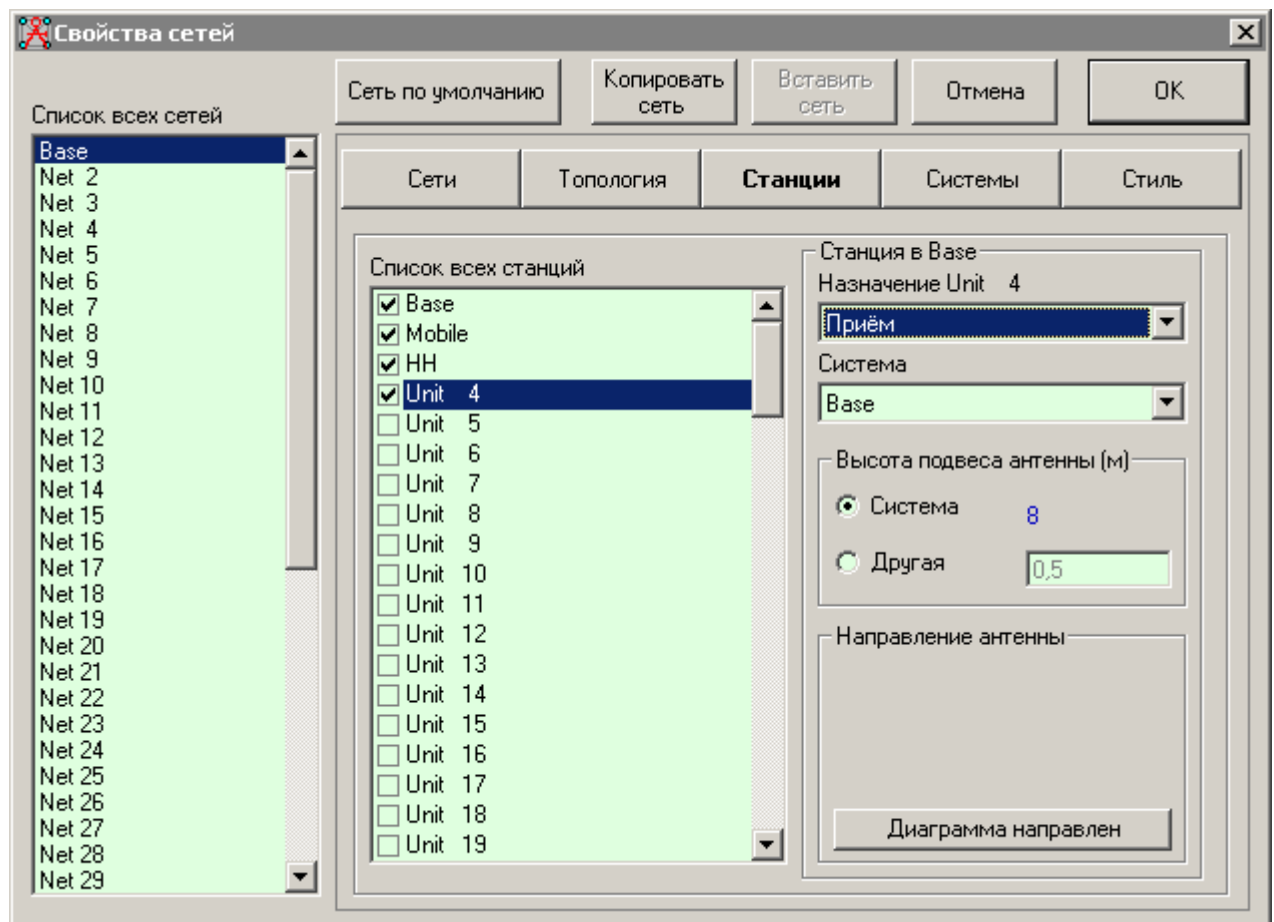 Свойства сетей
Сеть по умолчанию
Копировать
сеть
Вставить
сеть
Отмена
OK
Список всех сетей
Base
Net 2
Net 3
Net 4
Net 5
Net 6
Net 7
Net 8
Net 9
Net 10
Net 11
Net 12
Net 13
Net 14
Net 15
Net 16
Net 17
Net 18
Net 19
Net 20
Net 21
Net 22
Net 23
Net 24
Net 25
Net 26
Net 27
Net 28
Net 29
Сети
Топология
Станции
Системы
Стиль
Список всех станций
Base
Mobile
HH
Unit 4
Unit 5
Unit 6
Unit 7
Unit 8
Unit 9
Unit 10
Unit 11
Unit 12
Unit 13
Unit 14
Unit 15
Unit 16
Unit 17
Unit 18
Unit 19
Станция в Base
Назначение Unit 4
Приём
Система
Base
Высота подвеса антенны (м)
Система 8
Другая 0,5
Направление антенны
Диаграмма направлен